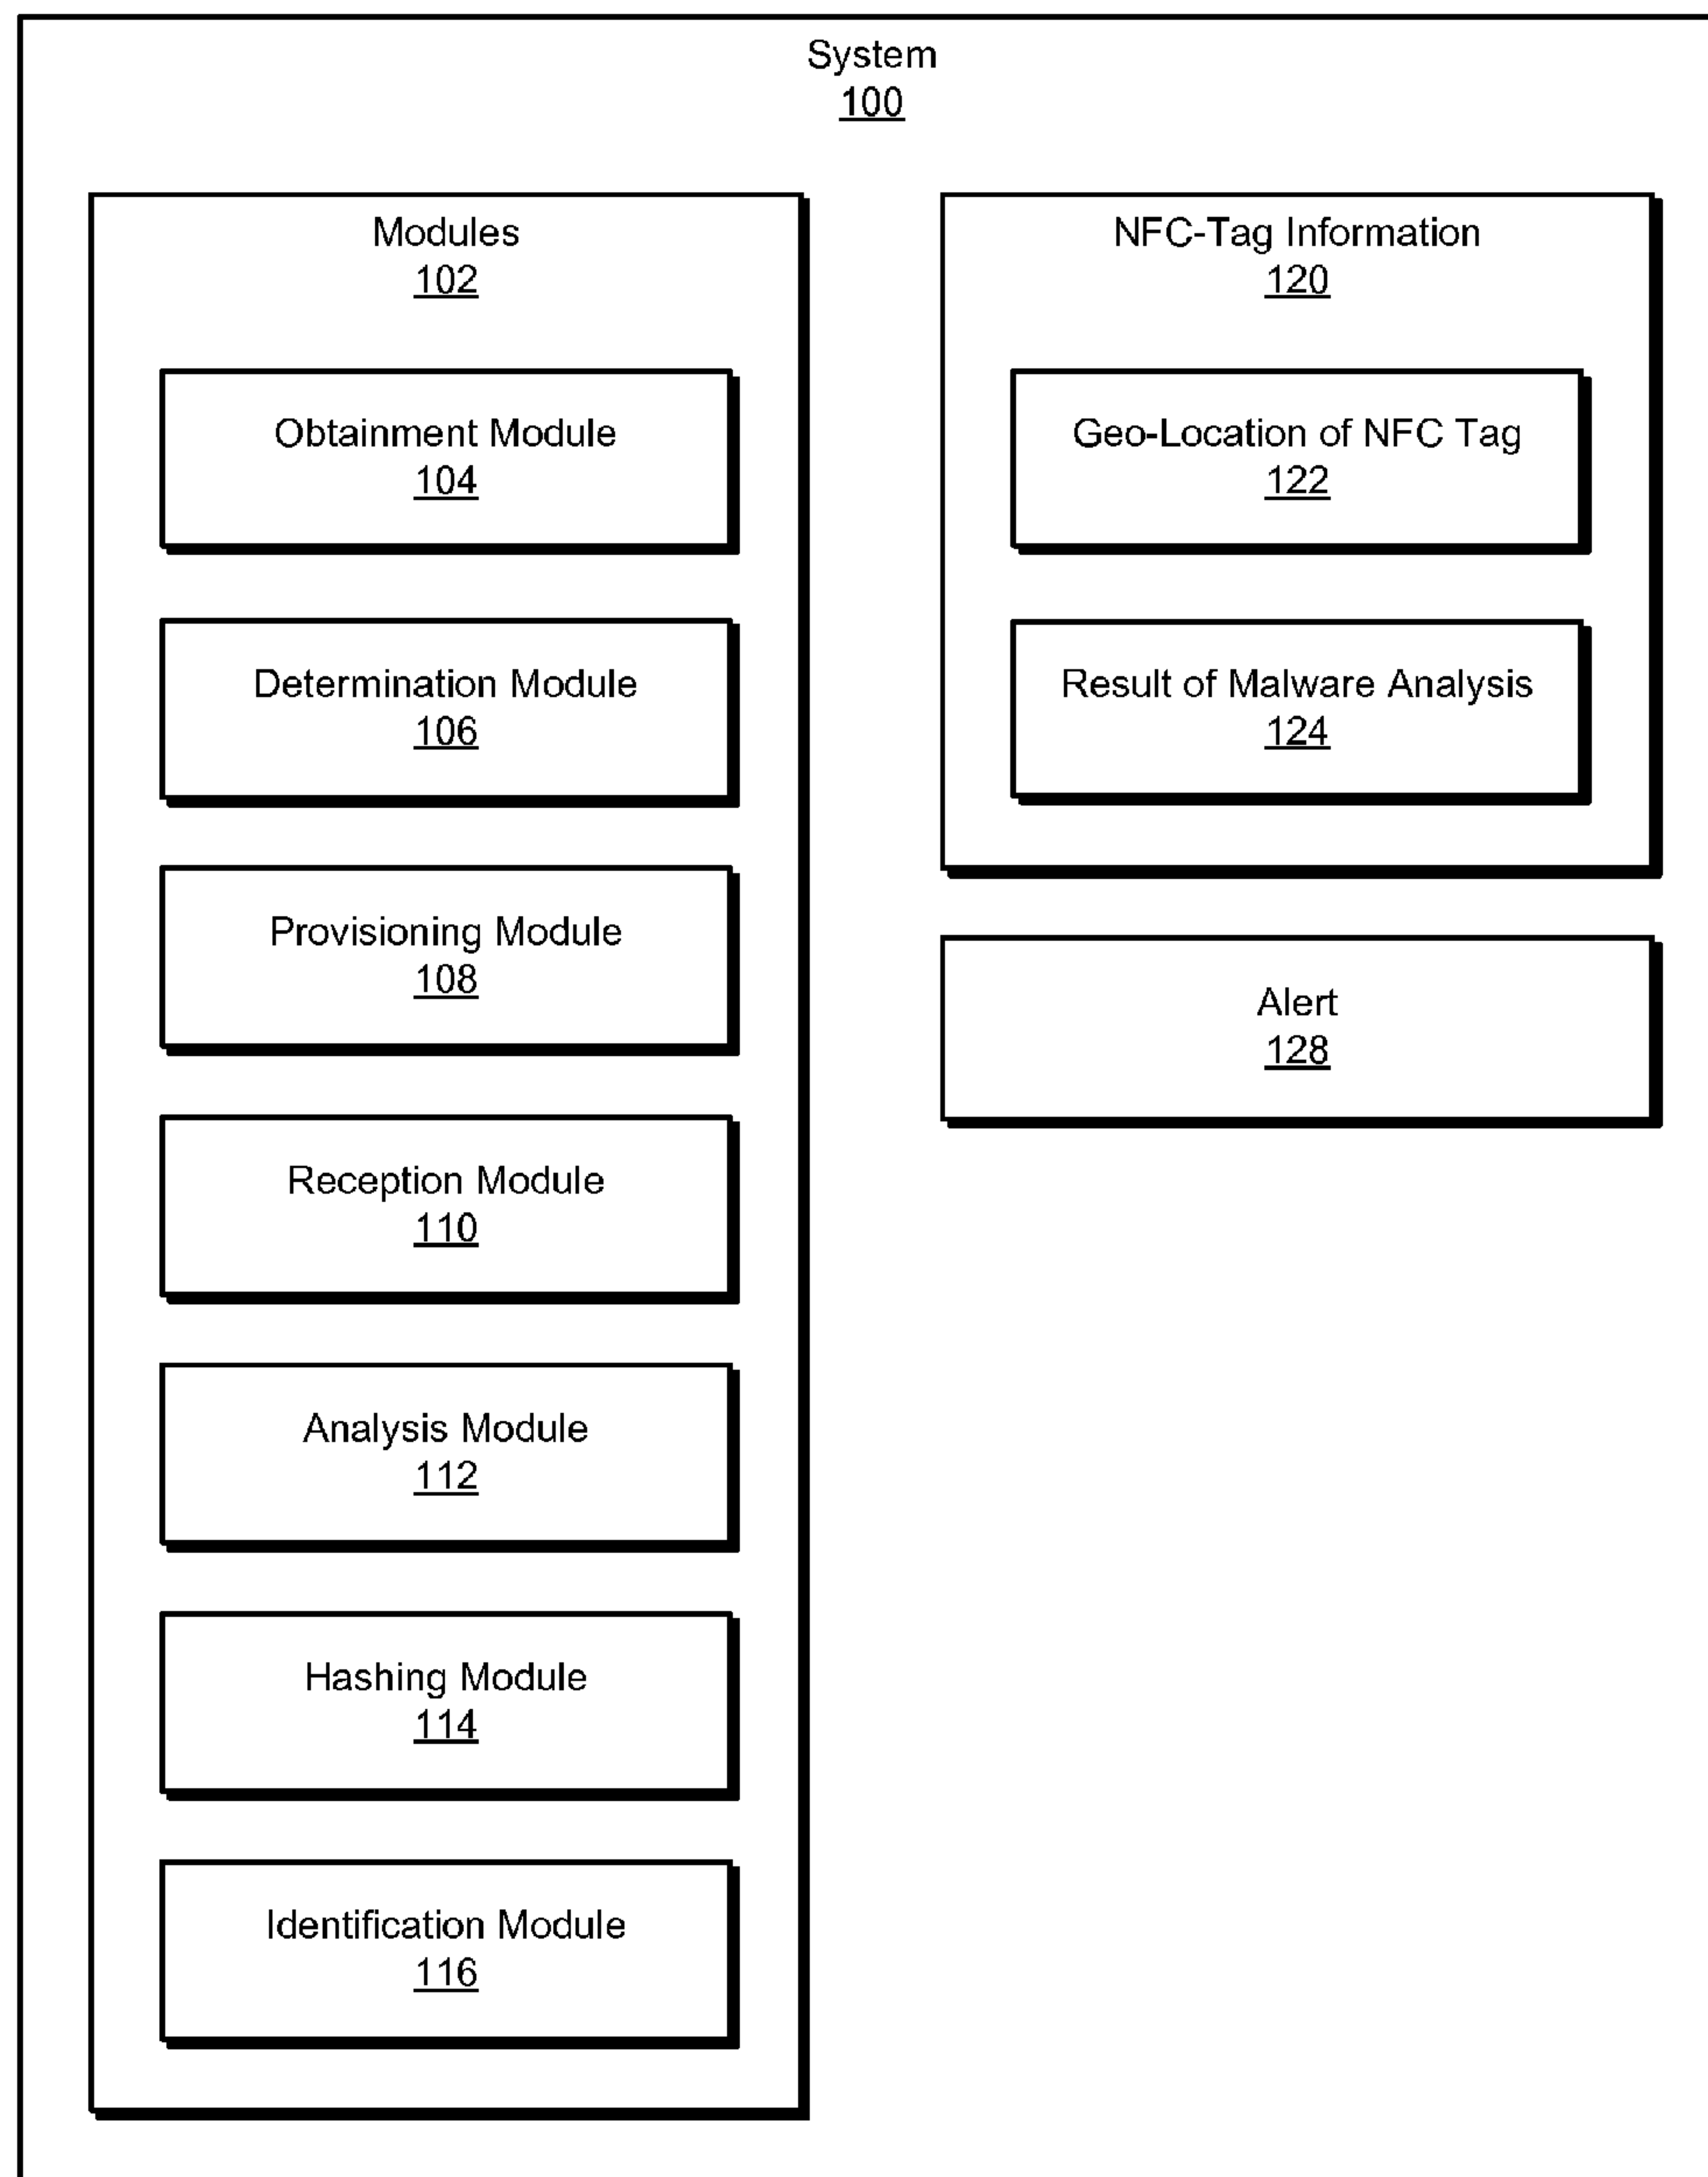 System
100
Modules
102
Obtainment Module
104
Determination Module
106
Provisioning Module
108
Reception Module
110
Analysis Module
112
Hashing Module
114
Identification Module
116
NFC-Tag Information
120
Geo-Location of NFC Tag
122
Result of Malware Analysis
124
Alert
128